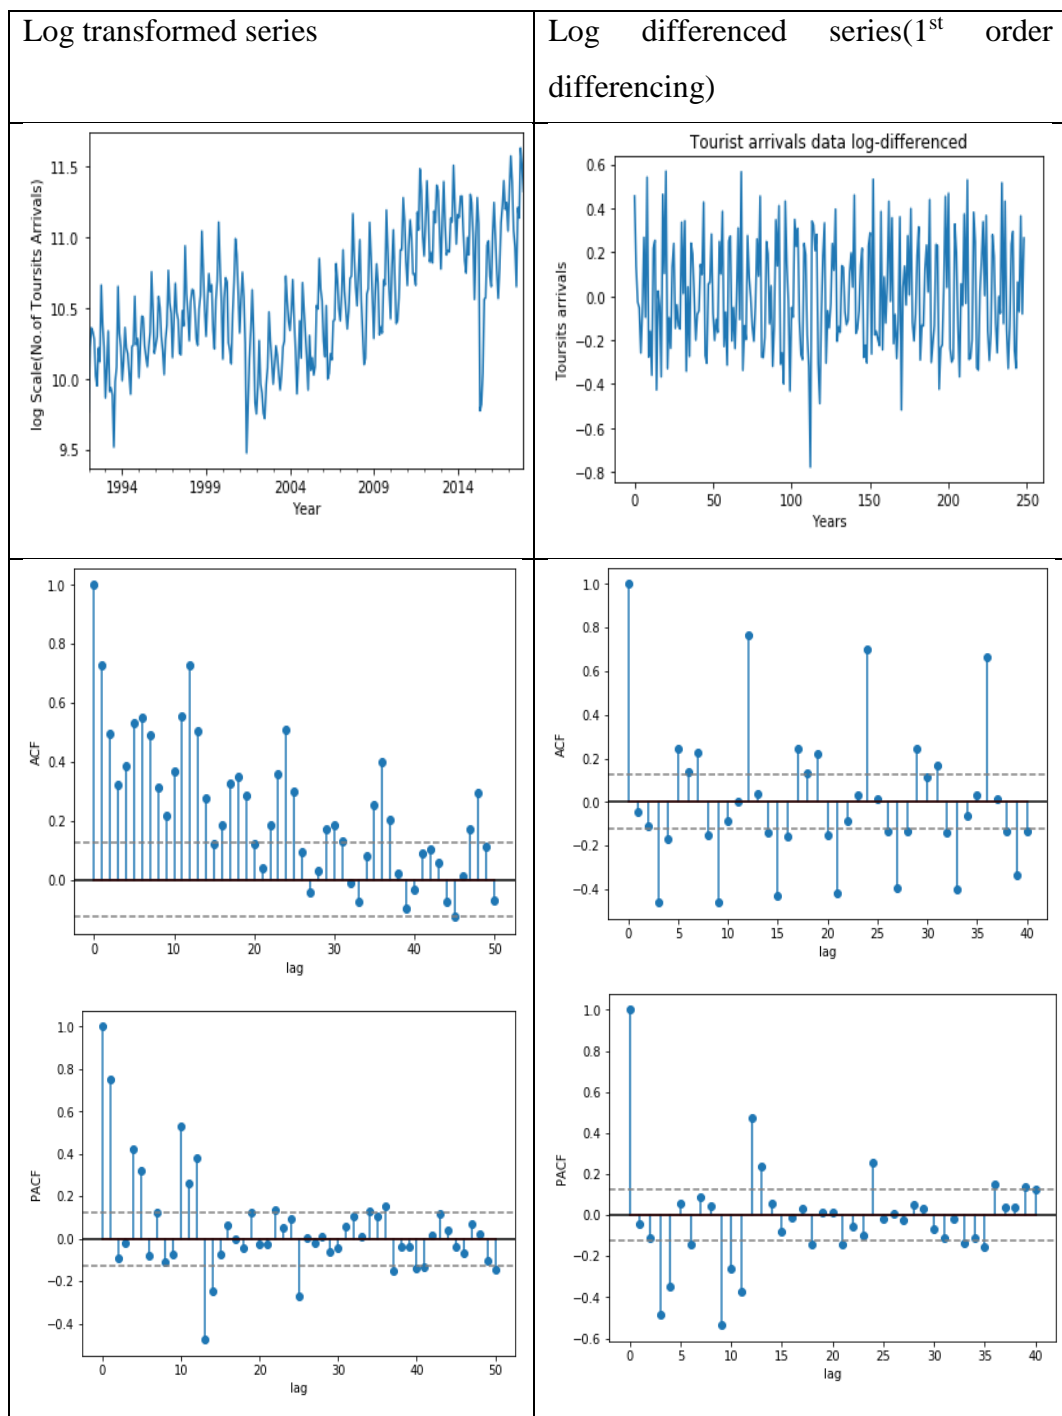 Log transformed series
Log differenced series(1st order
differencing)
log Scale(No.of Toursits Arrivals)
11.5
11.0
10.5
10.0
9.5
1994 1999 2004 2009 2014
Year
Tourist arrivals data log-differenced
Toursits arrivals
0.6
0.4
0.2
0.0
−0.2
−0.4
−0.6
−0.8
0 50 100 150 200 250
Years
ACF
1.0
0.8
0.6
0.4
0.2
0.0
0 10 20 30 40 50
lag
ACF
1.0
0.8
0.6
0.4
0.2
0.0
−0.2
−0.4
0 5 10 15 20 25 30 35 40
lag
PACF
1.0
0.8
0.6
0.4
0.2
0.0
−0.2
−0.4
0 10 20 30 40 50
lag
PACF
1.0
0.8
0.6
0.4
0.2
0.0
−0.2
−0.4
−0.6
0 5 10 15 20 25 30 35 40
lag